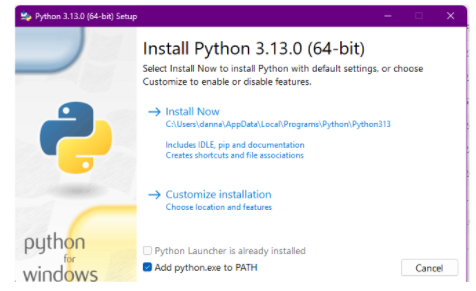 Python 3.13.0 (64-bit) Setup
Install Python 3.13.0 (64-bit)
Select Install Now to install Python with default settings, or choose
Customize to enable or disable features.
Install Now
C:\Users\danna\AppData\Local\Programs\Python\Python313
Includes IDLE, pip and documentation
Creates shortcuts and file associations
Customize installation
Choose location and features
python
for
windows
Python Launcher is already installed
Add python.exe to PATH
Cancel